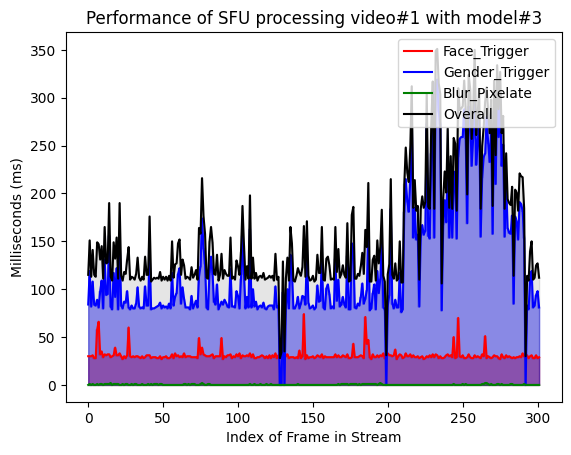 Performance of SFU processing video#1 with model#3
Face_Trigger
Gender_Trigger
Blur_Pixelate
Overall
Milliseconds (ms)
350
300
250
200
150
100
50
0
0 50 100 150 200 250 300
Index of Frame in Stream